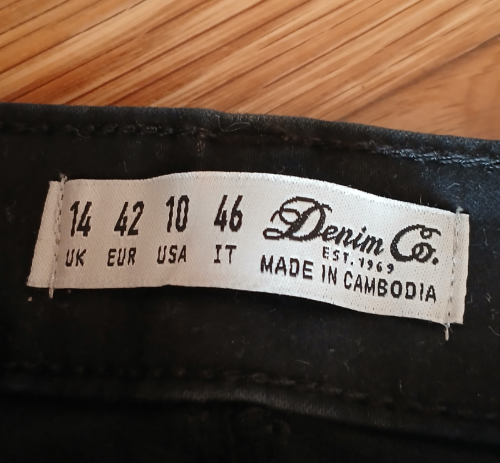 14 42 10 46 Denim Co.
UK EUR USA IT EST. 1969
MADE IN CAMBODIA